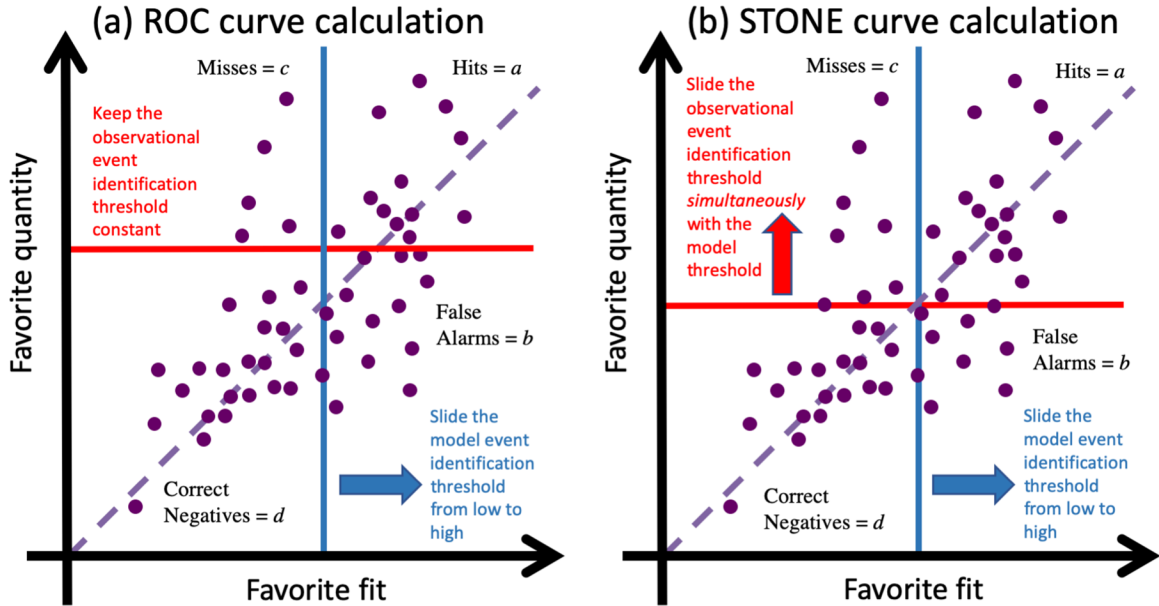 (a) ROC curve calculation
Misses = c
Hits = a
Keep the
observational
event
identification
threshold
constant
Favorite quantity
False
Alarms = b
Slide the
model event
identification
threshold
from low to
high
Correct
Negatives = d
Favorite fit
(b) STONE curve calculation
Misses = c
Hits = a
Slide the
observational
event
identification
threshold
simultaneously
with the
model
threshold
Favorite quantity
False
Alarms = b
Slide the
model event
identification
threshold
from low to
high
Correct
Negatives = d
Favorite fit